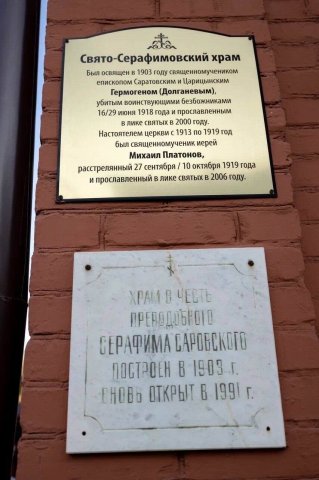 Свято-Серафимовский храм
Был освящен в 1903 году священномучеником
епископом Саратовским и Царицынским
Гермогеном (Долганевым),
убитым воинствующими безбожниками
16/29 июня 1918 года и прославленным
в лике святых в 2000 году.
Настоятелем церкви с 1913 по 1919 год
был священномученик иерей
Михаил Платонов,
расстрелянный 27 сентября / 10 октября 1919 года
и прославленный в лике святых в 2006 году.
ХРАМ В ЧЕСТЬ
ПРЕПОДОБНОГО
СЕРАФИМА САРОВСКОГО
ПОСТРОЕН В 1903 г.
ВНОВЬ ОТКРЫТ В 1991 г.